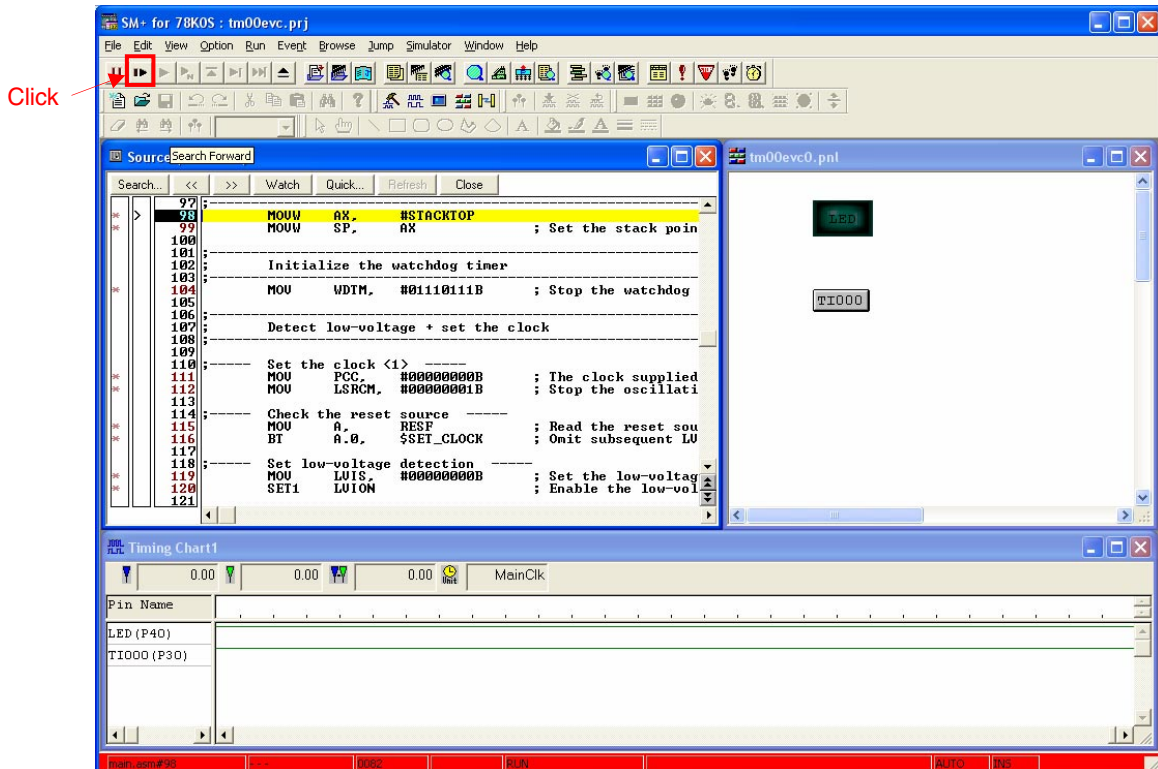 SM+ for 78K0S : tm00evc.prj
File Edit View Option Run Event Browse Jump Simulator Window Help
Click
Source
Search Forward
tm00evc0.pnl
Search... << >> Watch Quick... Refresh Close
97 ;--------------------------------------------------------------
98 MOVW AX, #STACKTOP
99 MOVW SP, AX ; Set the stack poin
100
101 ;--------------------------------------------------------------
102 ; Initialize the watchdog timer
103 ;--------------------------------------------------------------
104 MOV WDTM, #01110111B ; Stop the watchdog
105
106 ;--------------------------------------------------------------
107 ; Detect low-voltage + set the clock
108 ;--------------------------------------------------------------
109
110 ;----- Set the clock <1> -----
111 MOV PCC, #00000000B ; The clock supplied
112 MOV LSRCM, #00000001B ; Stop the oscillati
113
114 ;----- Check the reset source -----
115 MOV A, RESF ; Read the reset sou
116 BT A.0, $SET_CLOCK ; Omit subsequent LV
117
118 ;----- Set low-voltage detection -----
119 MOV LVIS, #00000000B ; Set the low-voltag
120 SET1 LVION ; Enable the low-vol
121
LED
TI000
Timing Chart1
0.00 0.00 0.00 Unit MainClk
Pin Name
LED(P40)
TI000(P30)
main.asm#98 --- 0082 RUN AUTO INS